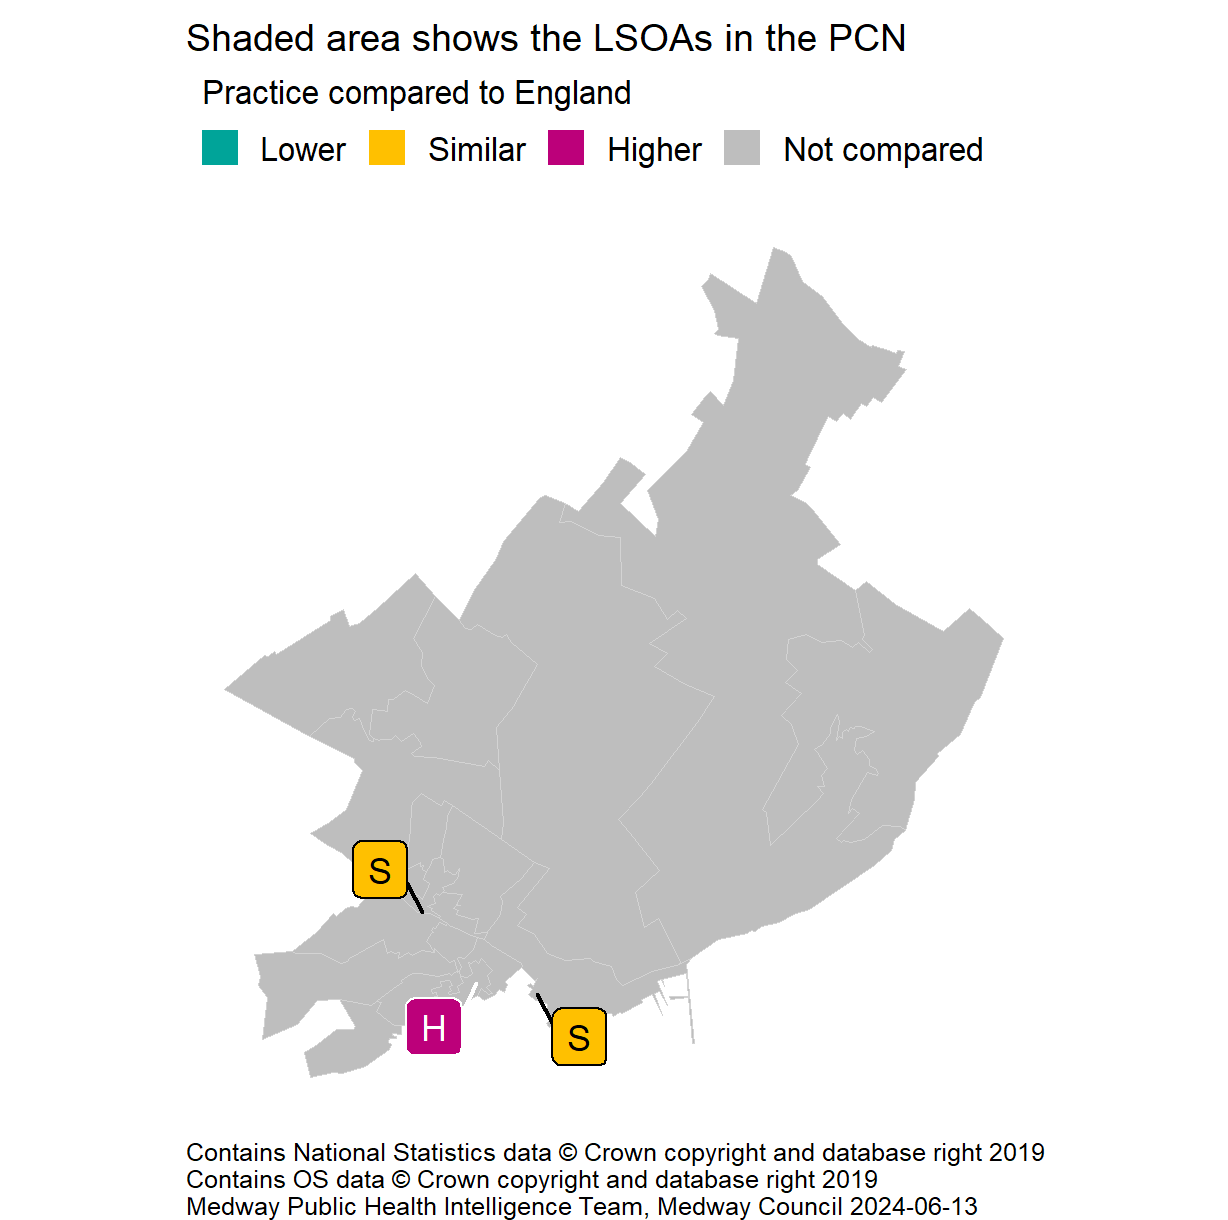 Shaded area shows the LSOAs in the PCN
Practice compared to England
Lower Similar Higher Not compared
S
H
S
Contains National Statistics data © Crown copyright and database right 2019
Contains OS data © Crown copyright and database right 2019
Medway Public Health Intelligence Team, Medway Council 2024-06-13